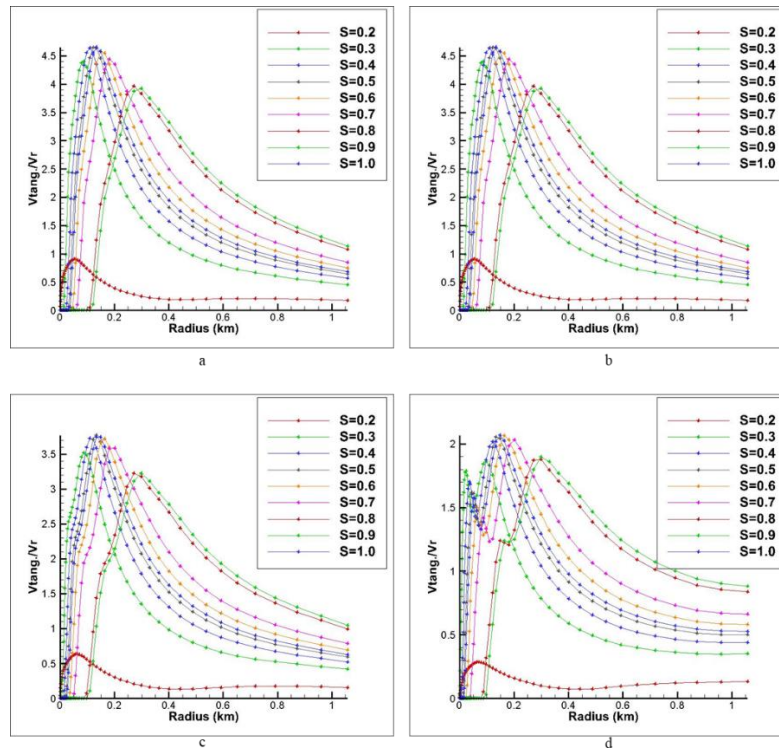 Vtang./Vr
4.5
4
3.5
3
2.5
2
1.5
1
0.5
0
0 0.2 0.4 0.6 0.8 1
Radius (km)
S=0.2
S=0.3
S=0.4
S=0.5
S=0.6
S=0.7
S=0.8
S=0.9
S=1.0
a
Vtang./Vr
4.5
4
3.5
3
2.5
2
1.5
1
0.5
0
0 0.2 0.4 0.6 0.8 1
Radius (km)
S=0.2
S=0.3
S=0.4
S=0.5
S=0.6
S=0.7
S=0.8
S=0.9
S=1.0
b
Vtang./Vr
3.5
3
2.5
2
1.5
1
0.5
0
0 0.2 0.4 0.6 0.8 1
Radius (km)
S=0.2
S=0.3
S=0.4
S=0.5
S=0.6
S=0.7
S=0.8
S=0.9
S=1.0
c
Vtang./Vr
2
1.5
1
0.5
0
0 0.2 0.4 0.6 0.8 1
Radius (km)
S=0.2
S=0.3
S=0.4
S=0.5
S=0.6
S=0.7
S=0.8
S=0.9
S=1.0
d